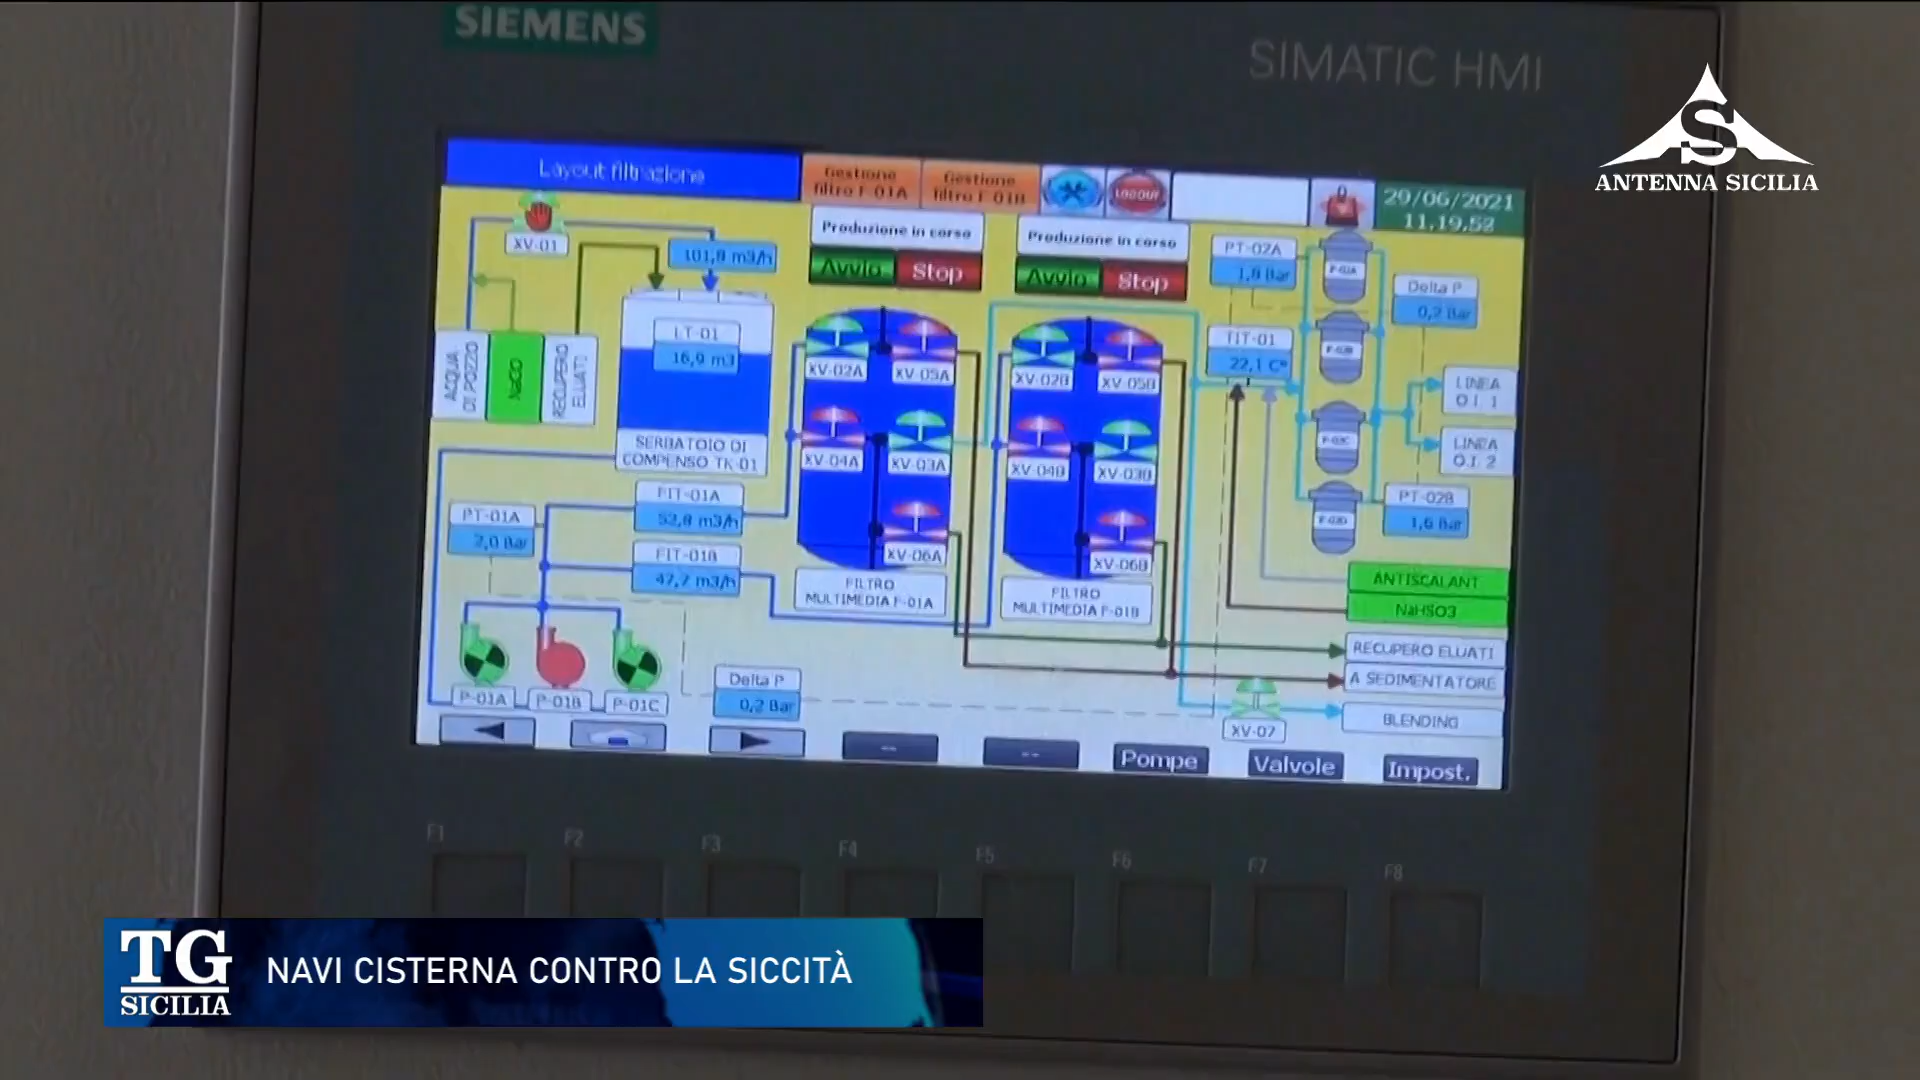 SIEMENS
SIMATIC HMI
S
ANTENNA SICILIA
Layout filtrazione
Gestione
filtro F-01A
Gestione
filtro F-01B
LOGOUT
29/06/2021
11.19.52
XV-01
101,8 m3/h
Produzione in corso
Avvio
Stop
Produzione in corso
Avvio
Stop
PT-02A
1,8 Bar
Delta P
0,2 Bar
ACQUA
DI POZZO
RECUPERO
ELUATI
LT-01
16,9 m3
SERBATOIO DI
COMPENSO TK-01
XV-02A
XV-05A
XV-04A
XV-03A
XV-06A
FILTRO
MULTIMEDIA F-01A
XV-02B
XV-05B
XV-04B
XV-03B
XV-06B
FILTRO
MULTIMEDIA F-01B
TIT-01
22,1 C°
F-02A
F-02B
F-02C
F-02D
LINEA
O.I. 1
LINEA
O.I. 2
PT-02B
1,6 Bar
PT-01A
2,0 Bar
FIT-01A
52,8 m3/h
FIT-01B
47,7 m3/h
ANTISCALANT
NaHSO3
RECUPERO ELUATI
A SEDIMENTATORE
BLENDING
XV-07
P-01A
P-01B
P-01C
Delta P
0,2 Bar
--
--
Pompe
Valvole
Impost.
F1
F2
F3
F4
F5
F6
F7
F8
TG
SICILIA
NAVI CISTERNA CONTRO LA SICCITÀ